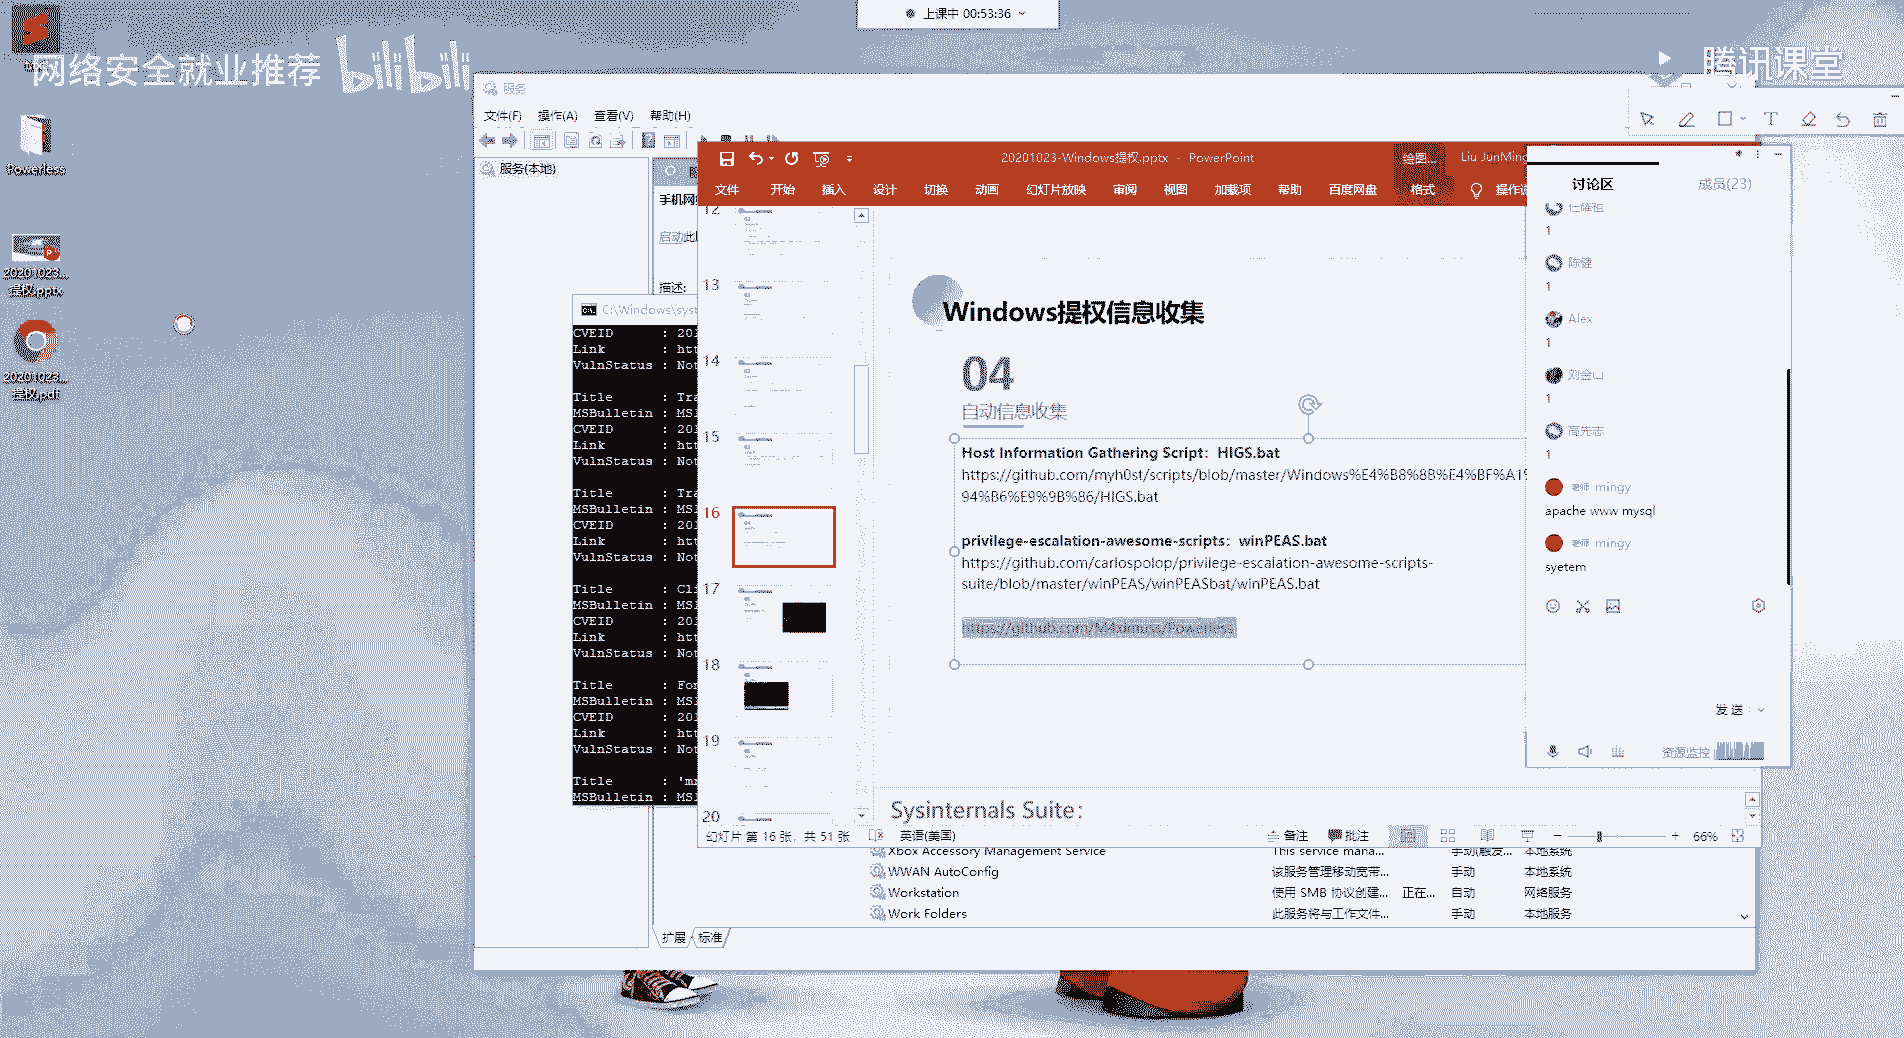 上课中 00:53:36
网络安全就业推荐
bilibili
腾讯课堂
Powerless
20201023...
提权.pptx
20201023...
提权.pdf
服务
文件(F) 操作(A) 查看(V) 帮助(H)
服务(本地)
描述:
C:\Windows\syst
CVEID : 20
Link : htt
VulnStatus : Not
Title : Tra
MSBulletin : MS
CVEID : 20
Link : htt
VulnStatus : Not
Title : Tra
MSBulletin : MS
CVEID : 20
Link : htt
VulnStatus : Not
Title : Cli
MSBulletin : MS
CVEID : 20
Link : htt
VulnStatus : Not
Title : For
MSBulletin : MS
CVEID : 20
Link : htt
VulnStatus : Not
Title : 'm
MSBulletin : MS
20201023-Windows提权.pptx - PowerPoint
绘图...
Liu JunMing
文件 开始 插入 设计 切换 动画 幻灯片放映 审阅 视图 加载项 帮助 百度网盘 格式
12
13
14
15
16
17
18
19
20
Windows提权信息收集
04
自动信息收集
Host Information Gathering Script：HIGS.bat
https://github.com/myh0st/scripts/blob/master/Windows%E4%B8%8B%E4%BF%A1%
94%B6%E9%9B%86/HIGS.bat
privilege-escalation-awesome-scripts：winPEAS.bat
https://github.com/carlospolop/privilege-escalation-awesome-scripts-
suite/blob/master/winPEAS/winPEASbat/winPEAS.bat
https://github.com/M4ximuss/Powerless
Sysinternals Suite:
幻灯片 第 16 张，共 51 张 英语(美国)
备注 批注 66%
讨论区 成员(23)
1
陈健
1
Alex
1
刘金山
1
高先志
1
老师 mingy
apache www mysql
老师 mingy
syetem
发送
资源监控
Xbox Accessory Management Service This service mana... 手动(触发... 本地系统
WWAN AutoConfig 该服务管理移动宽带... 手动 本地系统
Workstation 使用 SMB 协议创建... 正在... 自动 网络服务
Work Folders 此服务将与工作文件... 手动 本地服务
扩展 标准